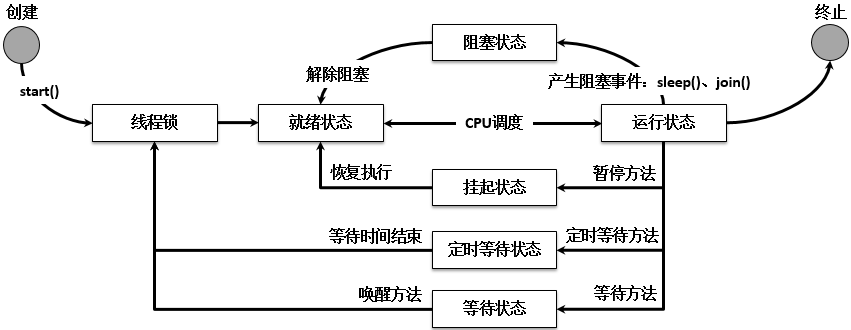 创建
终止
阻塞状态
解除阻塞
产生阻塞事件：sleep()、join()
start()
线程锁
就绪状态
CPU调度
运行状态
恢复执行
挂起状态
暂停方法
等待时间结束
定时等待状态
定时等待方法
唤醒方法
等待状态
等待方法